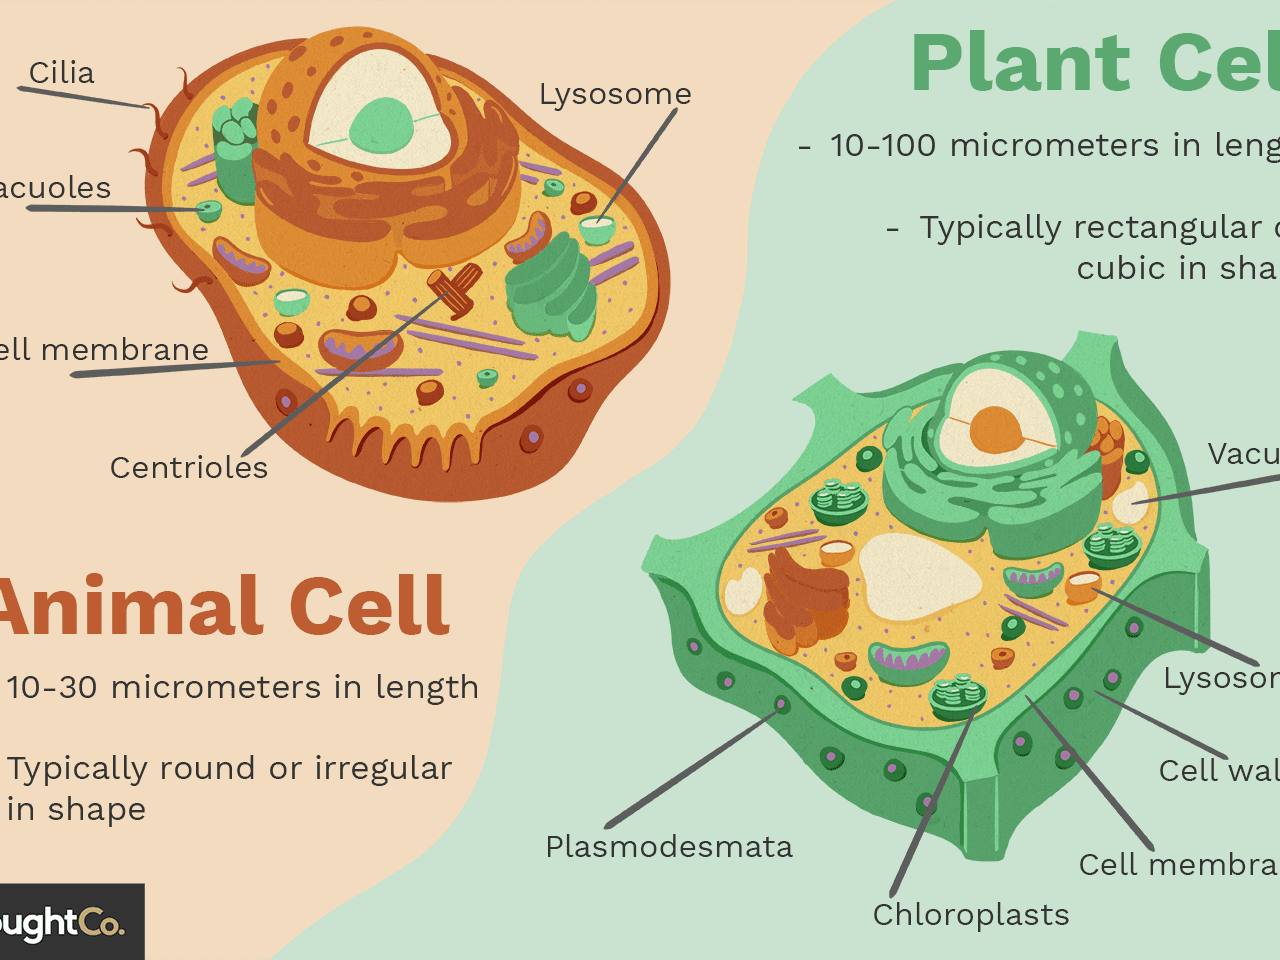 Cilia
acuoles
ell membrane
Centrioles
Lysosome
Animal Cell
10-30 micrometers in length
Typically round or irregular
in shape
oughtCo.
Plant Cel
- 10-100 micrometers in leng
- Typically rectangular
cubic in sha
Vacu
Lysosom
Cell wal
Cell membra
Chloroplasts
Plasmodesmata